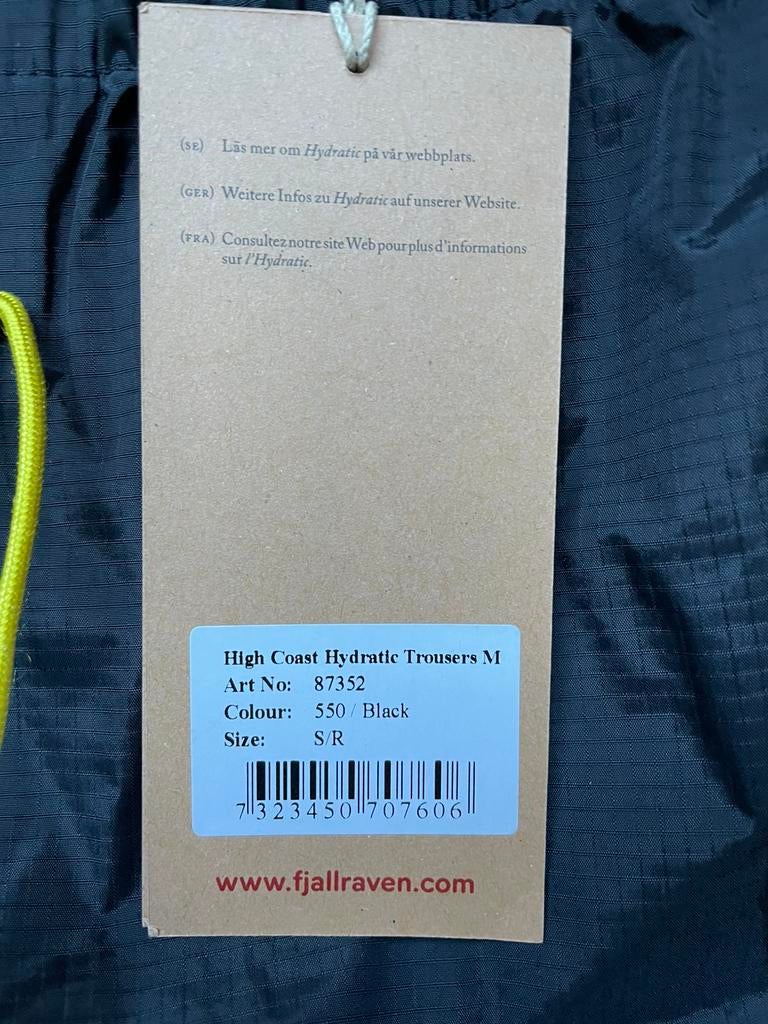 (SE) Läs mer om Hydratic på vår webbplats.
(GER) Weitere Infos zu Hydratic auf unserer Website.
(FRA) Consultez notre site Web pour plus d'informations
sur l'Hydratic.
High Coast Hydratic Trousers M
Art No: 87352
Colour: 550 / Black
Size: S/R
7 323450 707606
www.fjallraven.com